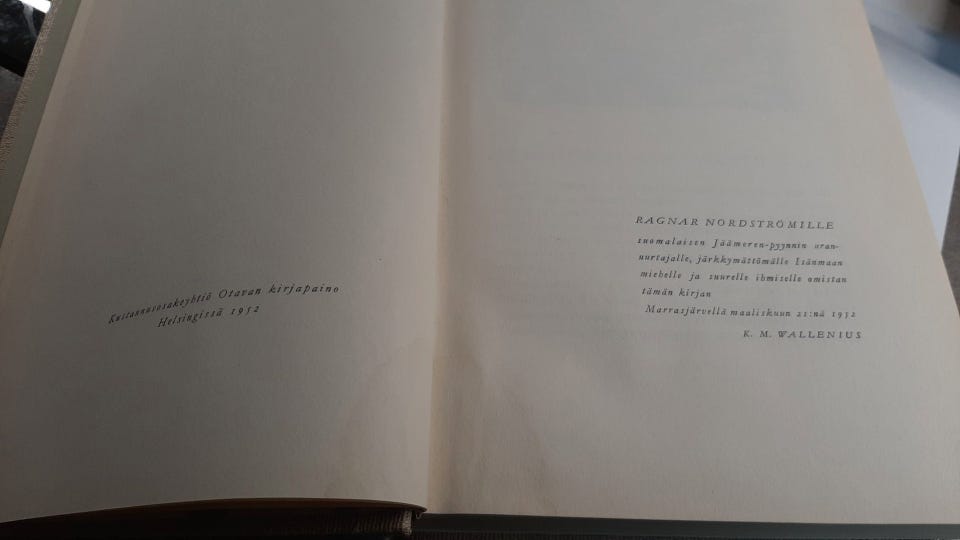 Kustannusosakeyhtiö Otavan kirjapaino
Helsingissä 1952
RAGNAR NORDSTRÖMILLE
suomalaisen Jäämeren-pyynnin uran-
uurtajalle, järkkymättömälle Isänmaan
miehelle ja suurelle ihmiselle omistan
tämän kirjan
Marrasjärvellä maaliskuun 21:nä 1952
K. M. WALLENIUS